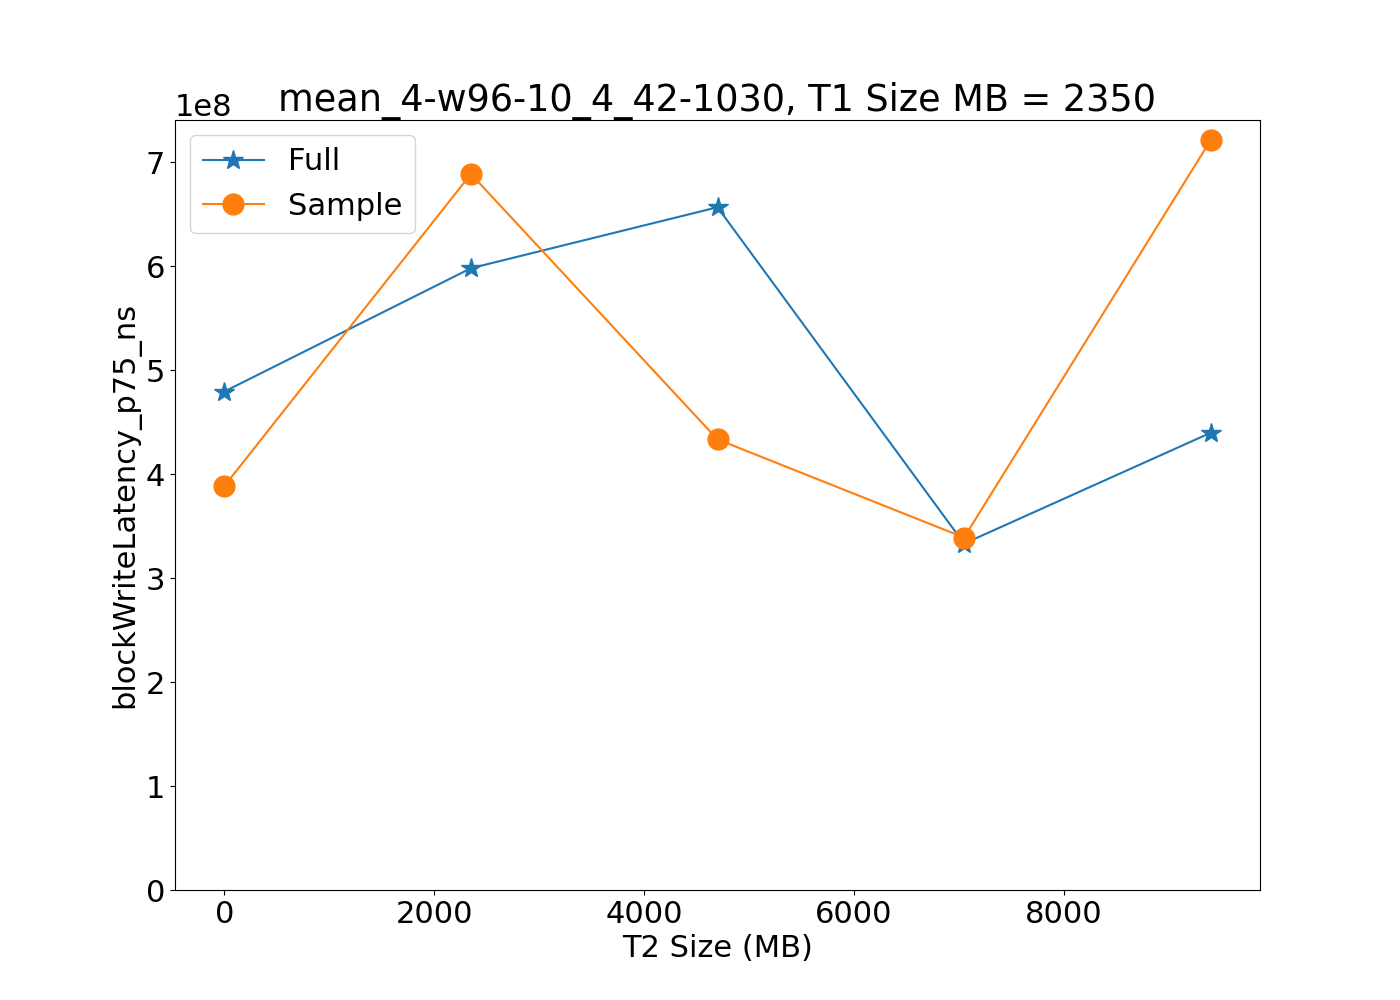 mean_4-w96-10_4_42-1030, T1 Size MB = 2350
1e8
Full
Sample
7
6
5
4
3
2
1
0
blockWriteLatency_p75_ns
0 2000 4000 6000 8000
T2 Size (MB)